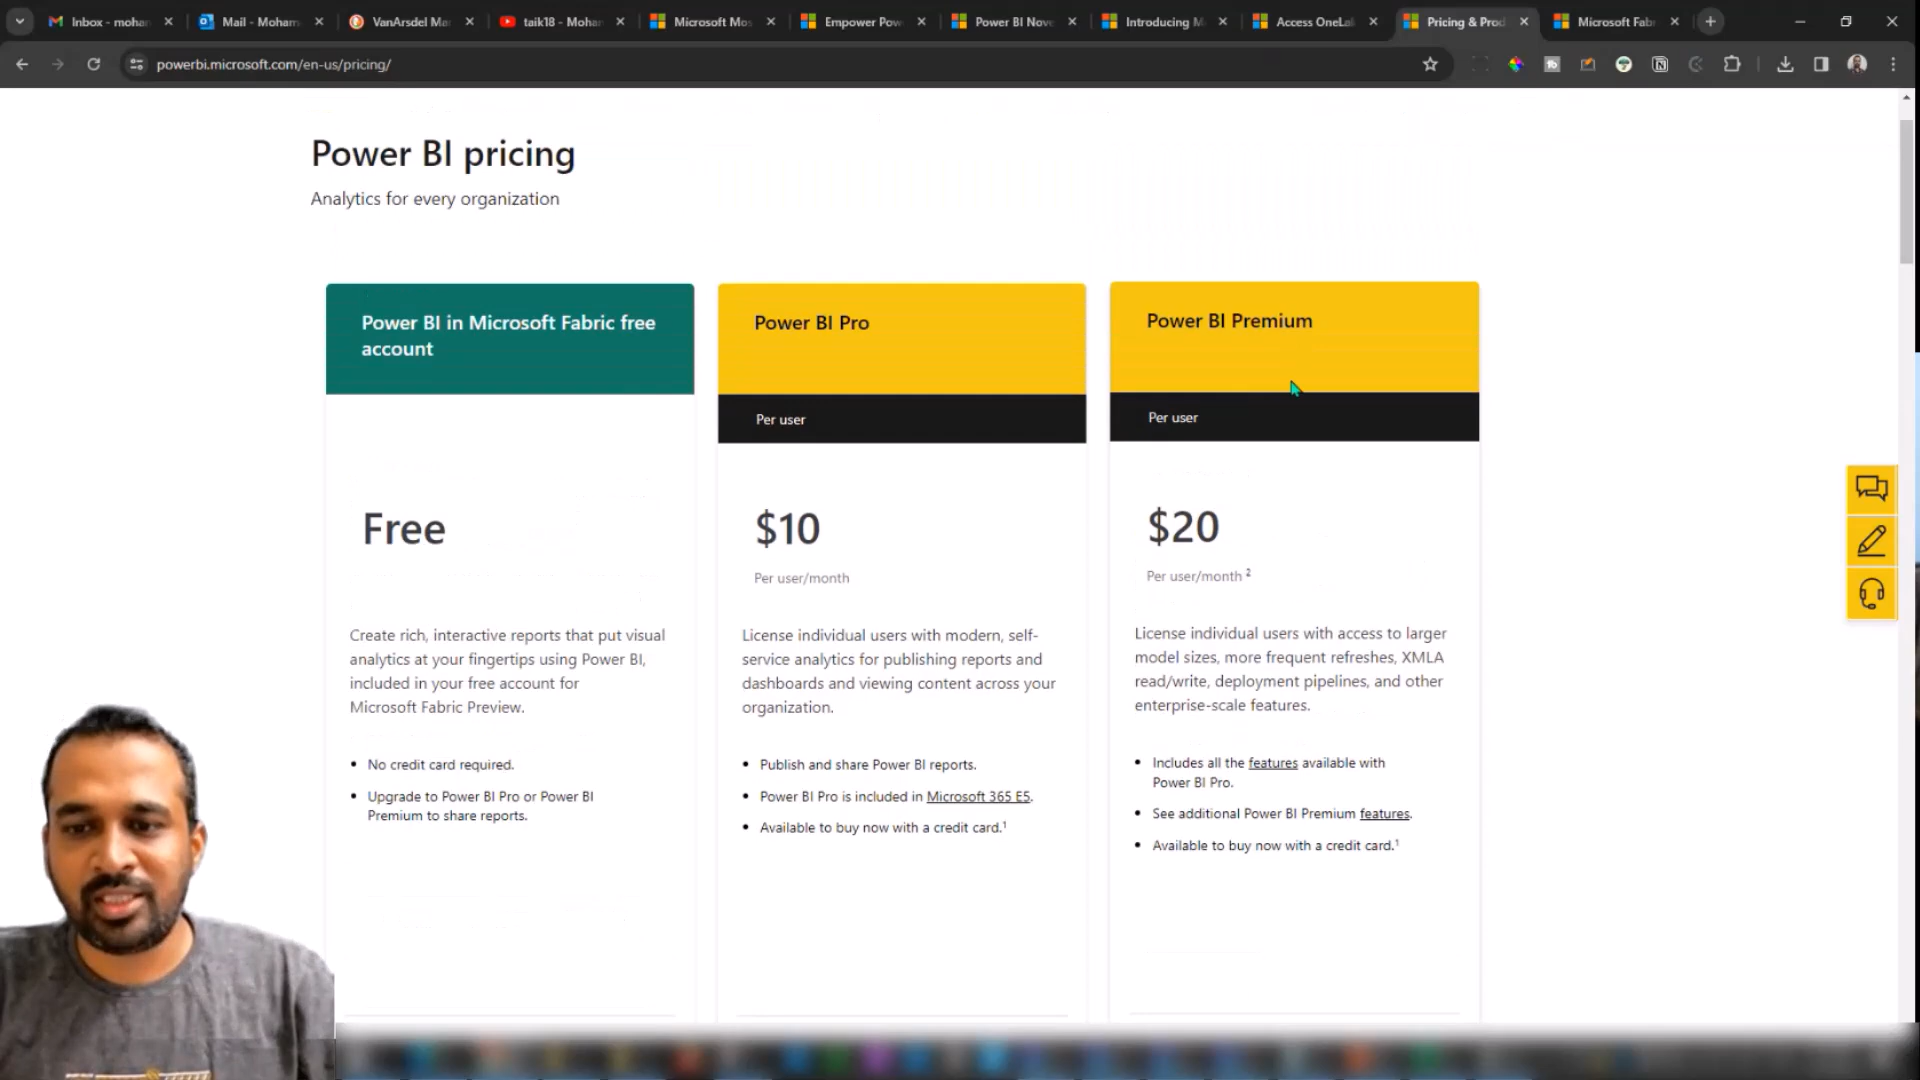 Inbox - mohan
Mail - Moham
VanArsdel Ma
taik18 - Moha
Microsoft Mos
Empower Pow
Power BI Nove
Introducing M
Access OneLa
Pricing & Prod
Microsoft Fab
powerbi.microsoft.com/en-us/pricing/
Power BI pricing
Analytics for every organization
Power BI in Microsoft Fabric free
account
Free
Create rich, interactive reports that put visual
analytics at your fingertips using Power BI,
included in your free account for
Microsoft Fabric Preview.
• No credit card required.
• Upgrade to Power BI Pro or Power BI
Premium to share reports.
Power BI Pro
Per user
$10
Per user/month
License individual users with modern, self-
service analytics for publishing reports and
dashboards and viewing content across your
organization.
• Publish and share Power BI reports.
• Power BI Pro is included in Microsoft 365 E5.
• Available to buy now with a credit card.¹
Power BI Premium
Per user
$20
Per user/month ²
License individual users with access to larger
model sizes, more frequent refreshes, XMLA
read/write, deployment pipelines, and other
enterprise-scale features.
• Includes all the features available with
Power BI Pro.
• See additional Power BI Premium features.
• Available to buy now with a credit card.¹